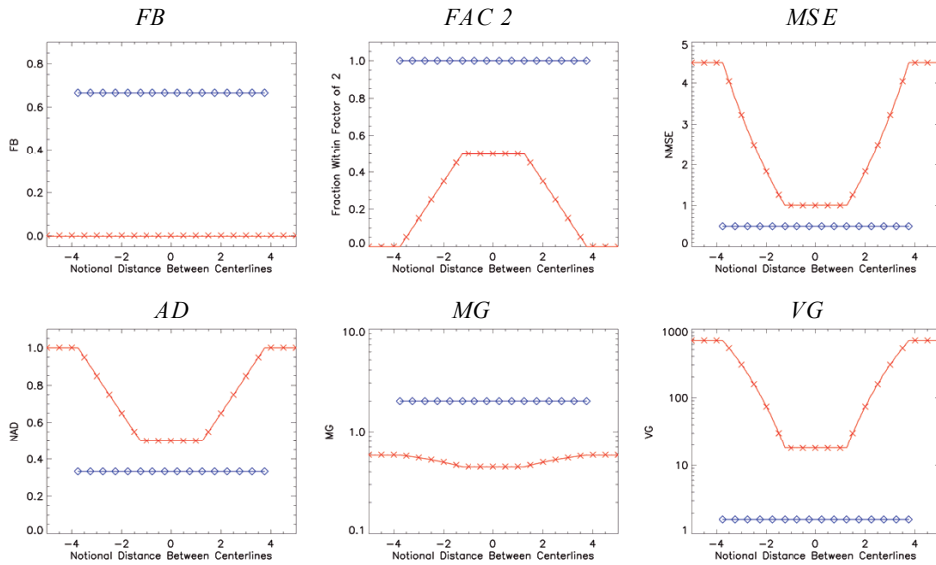 FB FAC 2 MSE
FB
0.8
0.6
0.4
0.2
0.0
-4 -2 0 2 4
Notional Distance Between Centerlines
Fraction Within Factor of 2
1.0
0.8
0.6
0.4
0.2
0.0
-4 -2 0 2 4
Notional Distance Between Centerlines
NMSE
5
4
3
2
1
0
-4 -2 0 2 4
Notional Distance Between Centerlines
AD MG VG
NAD
1.0
0.8
0.6
0.4
0.2
0.0
-4 -2 0 2 4
Notional Distance Between Centerlines
MG
10.0
1.0
0.1
-4 -2 0 2 4
Notional Distance Between Centerlines
VG
1000
100
10
1
-4 -2 0 2 4
Notional Distance Between Centerlines